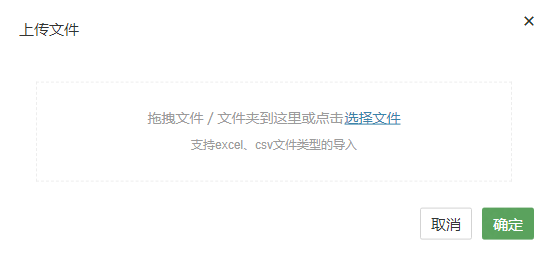 上传文件
×
拖拽文件 / 文件夹到这里或点击选择文件
支持excel、csv文件类型的导入
取消 确定